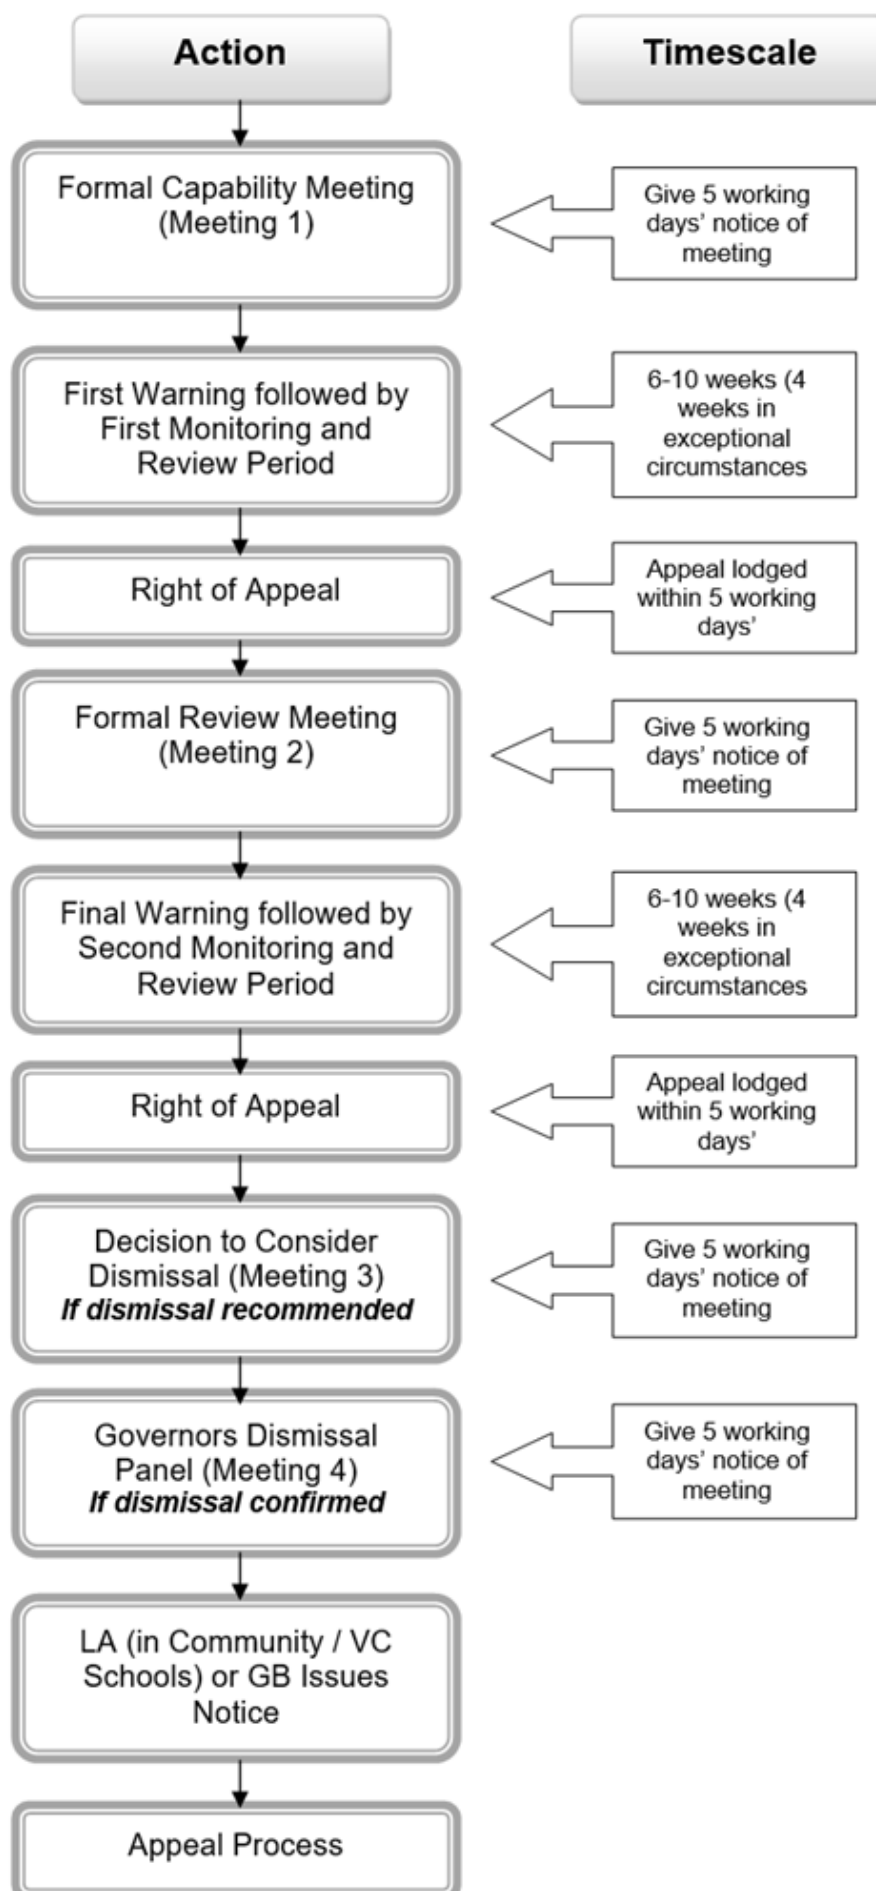 Action
Timescale
Formal Capability Meeting
(Meeting 1)
Give 5 working
days’ notice of
meeting
First Warning followed by
First Monitoring and
Review Period
6-10 weeks (4
weeks in
exceptional
circumstances
Right of Appeal
Appeal lodged
within 5 working
days’
Formal Review Meeting
(Meeting 2)
Give 5 working
days’ notice of
meeting
Final Warning followed by
Second Monitoring and
Review Period
6-10 weeks (4
weeks in
exceptional
circumstances
Right of Appeal
Appeal lodged
within 5 working
days’
Decision to Consider
Dismissal (Meeting 3)
If dismissal recommended
Give 5 working
days’ notice of
meeting
Governors Dismissal
Panel (Meeting 4)
If dismissal confirmed
Give 5 working
days’ notice of
meeting
LA (in Community / VC
Schools) or GB Issues
Notice
Appeal Process